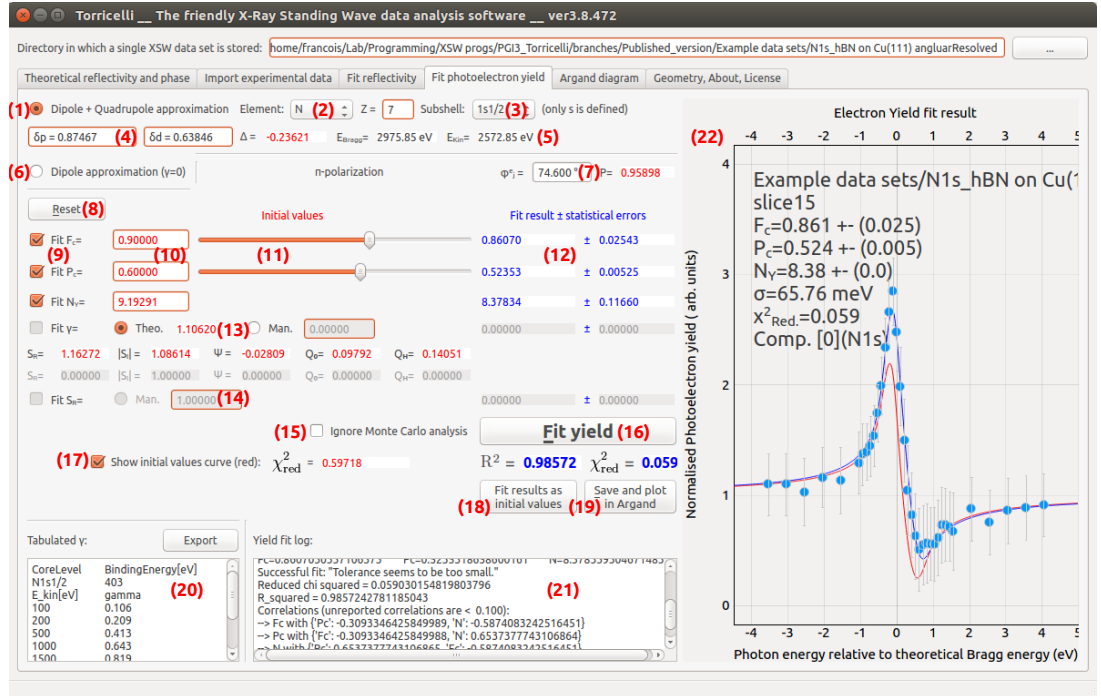 Torricelli __ The friendly X-Ray Standing Wave data analysis software __ ver3.8.472
Directory in which a single XSW data set is stored: home/francois/Lab/Programming/XSW progs/PGI3_Torricelli/branches/Published_version/Example data sets/N1s_hBN on Cu(111) angluarResolved ...
Theoretical reflectivity and phase Import experimental data Fit reflectivity Fit photoelectron yield Argand diagram Geometry, About, License
(1) Dipole + Quadrupole approximation Element: N (2) Z = 7 Subshell: 1s1/2 (3) (only s is defined)
δp = 0.87467 (4) δd = 0.63846 Δ = -0.23621 EBragg= 2975.85 eV EKin= 2572.85 eV (5)
(6) Dipole approximation (γ=0) π-polarization φej = 74.600 ° (7) P= 0.95898
Reset (8) Initial values Fit result ± statistical errors
Fit Fc= 0.90000 0.86070 ± 0.02543
(9) (10) (11) (12)
Fit Pc= 0.60000 0.52353 ± 0.00525
Fit NY= 9.19291 8.37834 ± 0.11660
Fit γ= Theo. 1.10620 (13) Man. 0.00000 0.00000 ± 0.00000
SR= 1.16272 |SI| = 1.08614 Ψ = -0.02809 Q0= 0.09792 QH= 0.14051
SR= 0.00000 |SI| = 1.00000 Ψ = 0.00000 Q0= 0.00000 QH= 0.00000
Fit SR= Man. 1.00000 (14) 0.00000 ± 0.00000
(15) Ignore Monte Carlo analysis Fit yield (16)
(17) Show initial values curve (red): χ2red = 0.59718 R2 = 0.98572 χ2red = 0.059
(18) Fit results as initial values (19) Save and plot in Argand
Tabulated γ: Export Yield fit log:
CoreLevel BindingEnergy[eV]
N1s1/2 403
E_kin[eV] gamma (20)
100 0.106
200 0.209
500 0.413
1000 0.643
1500 0.819
Successful fit: "Tolerance seems to be too small."
Reduced chi squared = 0.059030154819803796
R_squared = 0.9857242781185043 (21)
Correlations (unreported correlations are < 0.100):
--> Fc with {'Pc': -0.3093346425849989, 'N': -0.5874083242516451}
--> Pc with {'Fc': -0.3093346425849988, 'N': 0.6537377743106864}
--> N with {'Pc': 0.6537377743106865, 'Fc': -0.5874083242516451}
Electron Yield fit result
(22) -4 -3 -2 -1 0 1 2 3 4 5
Example data sets/N1s_hBN on Cu(1
slice15
Fc=0.861 +- (0.025)
Pc=0.524 +- (0.005)
NY=8.38 +- (0.0)
σ=65.76 meV
x2Red.=0.059
Comp. [0](N1s)
4
3
2
1
0
Normalised Photoelectron yield ( arb. units)
-4 -3 -2 -1 0 1 2 3 4 5
Photon energy relative to theoretical Bragg energy (eV)